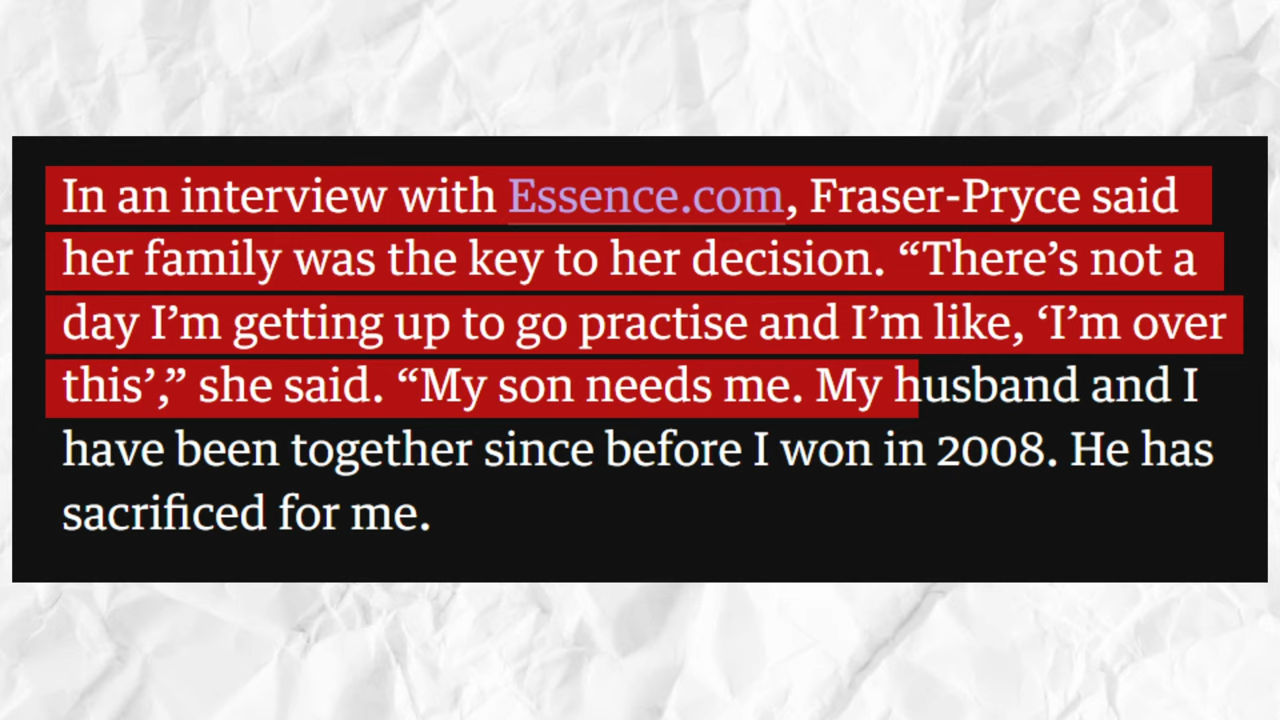 In an interview with Essence.com, Fraser-Pryce said
her family was the key to her decision. “There’s not a
day I’m getting up to go practise and I’m like, ‘I’m over
this’,” she said. “My son needs me. My husband and I
have been together since before I won in 2008. He has
sacrificed for me.